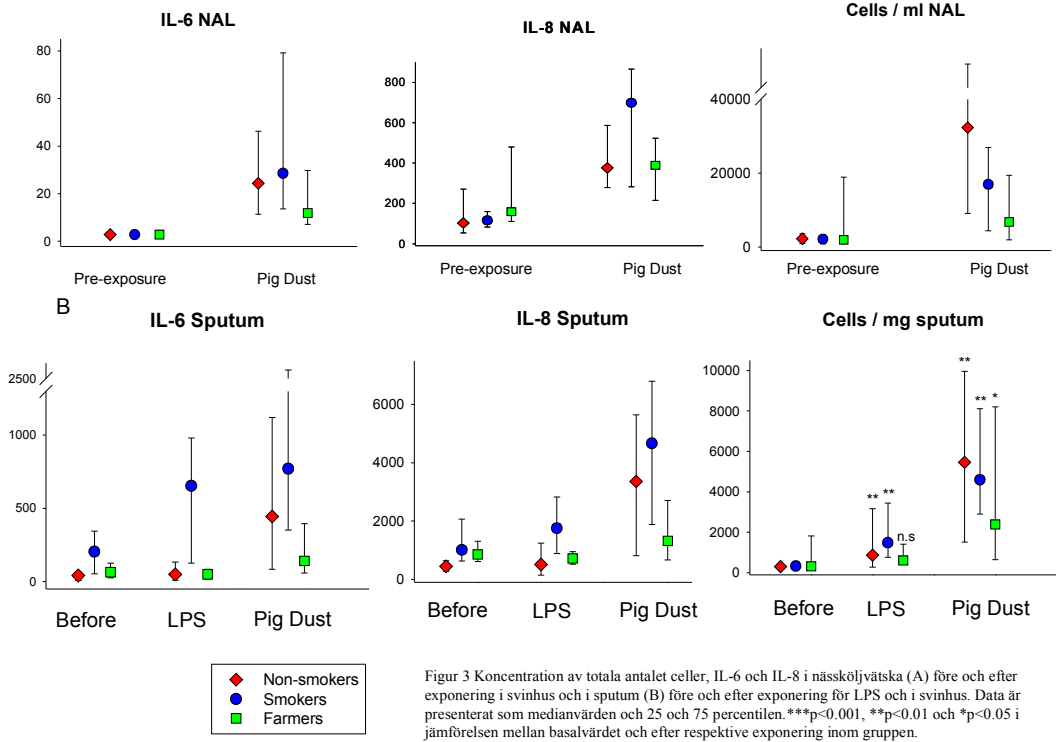 IL-6 NAL
80
60
40
20
0
Pre-exposure Pig Dust
IL-8 NAL
800
600
400
200
0
Pre-exposure Pig Dust
Cells / ml NAL
40000
20000
0
Pre-exposure Pig Dust
B
IL-6 Sputum
2500
1000
500
0
Before LPS Pig Dust
IL-8 Sputum
6000
4000
2000
0
Before LPS Pig Dust
Cells / mg sputum
10000
8000
6000
4000
2000
0
** ** n.s
** ** *
Before LPS Pig Dust
Non-smokers
Smokers
Farmers
Figur 3 Koncentration av totala antalet celler, IL-6 och IL-8 i nässköljvätska (A) före och efter
exponering i svinhus och i sputum (B) före och efter exponering för LPS och i svinhus. Data är
presenterat som medianvärden och 25 och 75 percentilen.***p<0.001, **p<0.01 och *p<0.05 i
jämförelsen mellan basalvärdet och efter respektive exponering inom gruppen.